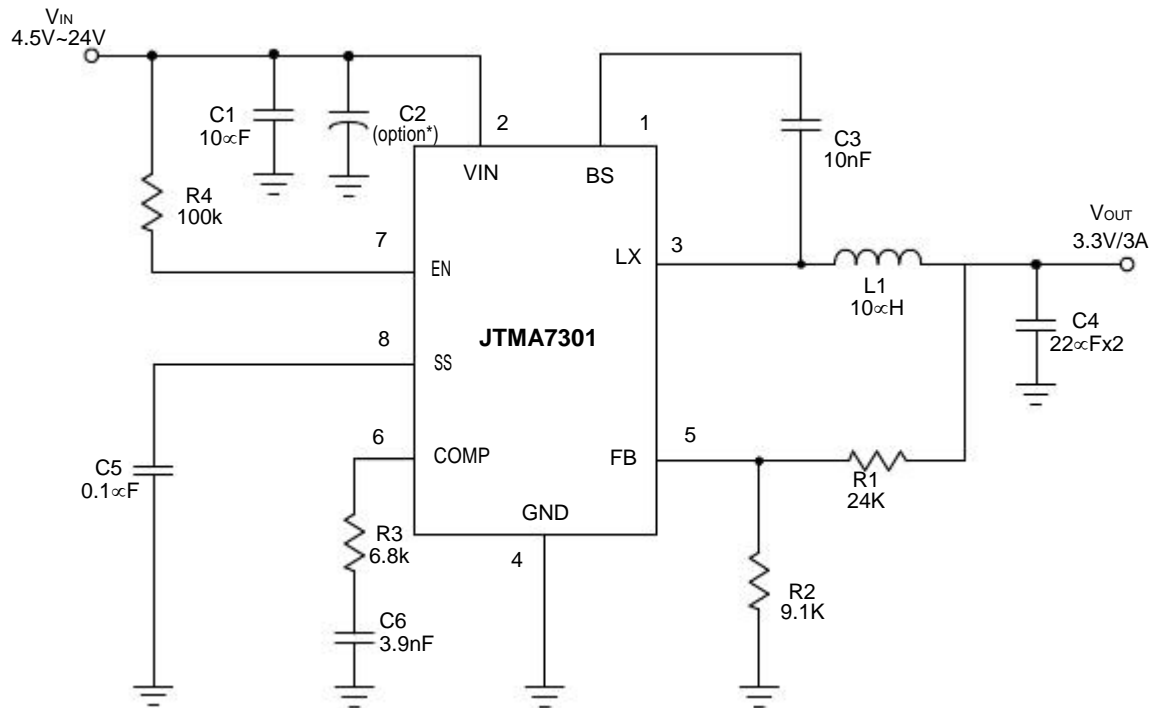 VIN
4.5V~24V
C1
10∝F
C2
(option*)
2
1
C3
10nF
VIN
BS
R4
100k
7
EN
LX
3
VOUT
3.3V/3A
L1
10∝H
C4
22∝Fx2
8
SS
JTMA7301
C5
0.1∝F
6
COMP
FB
5
R1
24K
GND
R3
6.8k
4
R2
9.1K
C6
3.9nF